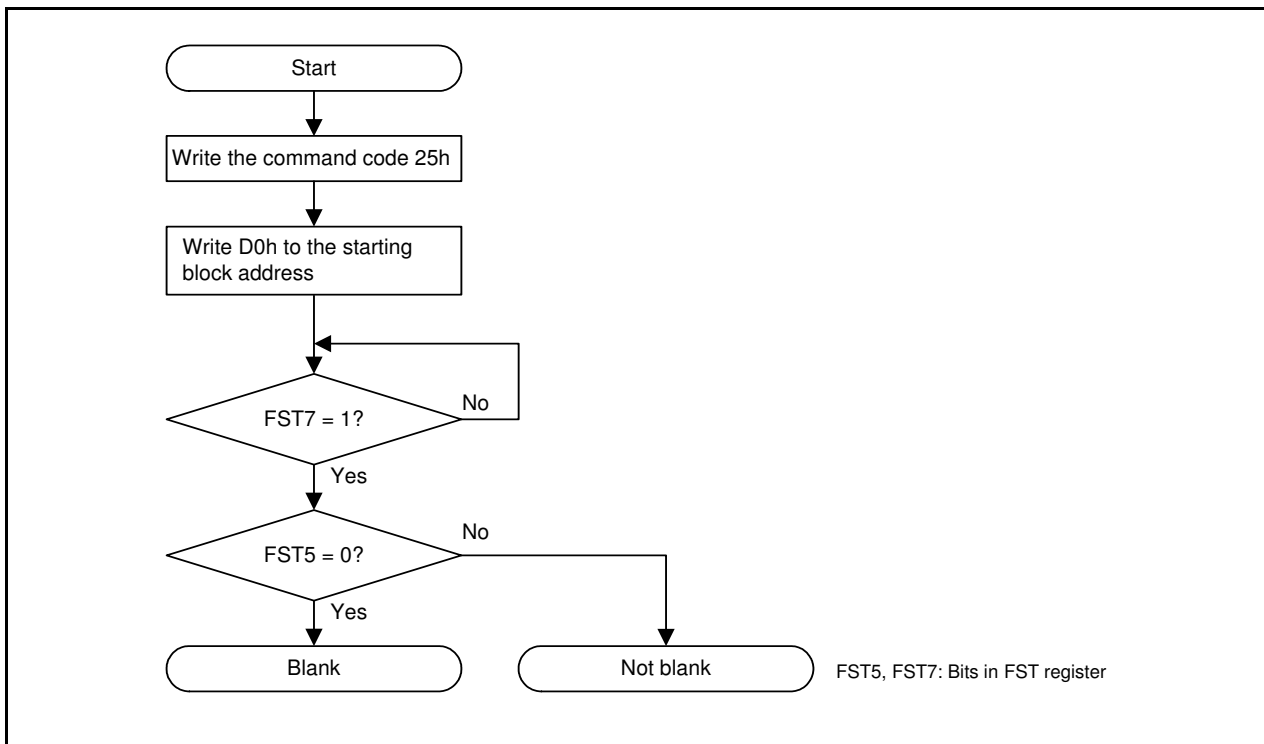 Start
Write the command code 25h
Write D0h to the starting
block address
FST7 = 1?
No
Yes
FST5 = 0?
No
Yes
Blank
Not blank
FST5, FST7: Bits in FST register